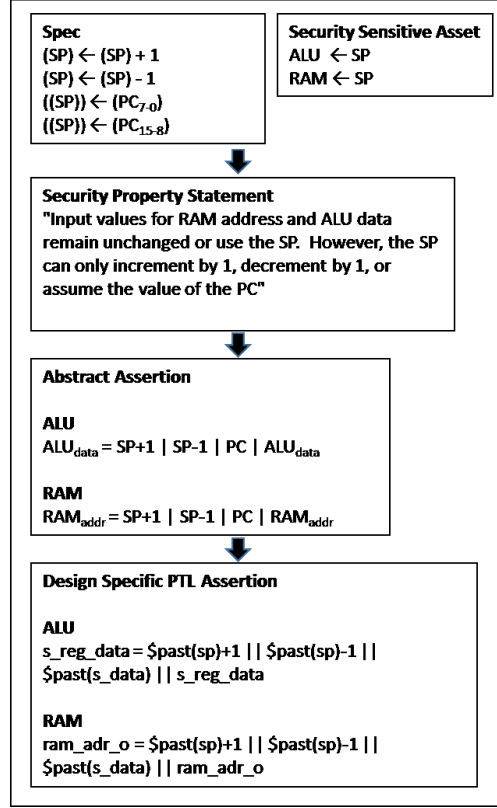 Spec
(SP) ← (SP) + 1
(SP) ← (SP) - 1
((SP)) ← (PC₇₋₀)
((SP)) ← (PC₁₅₋₈)
Security Sensitive Asset
ALU ← SP
RAM ← SP
Security Property Statement
"Input values for RAM address and ALU data
remain unchanged or use the SP. However, the SP
can only increment by 1, decrement by 1, or
assume the value of the PC"
Abstract Assertion
ALU
ALU_data = SP+1 | SP-1 | PC | ALU_data
RAM
RAM_addr = SP+1 | SP-1 | PC | RAM_addr
Design Specific PTL Assertion
ALU
s_reg_data = $past(sp)+1 || $past(sp)-1 ||
$past(s_data) || s_reg_data
RAM
ram_adr_o = $past(sp)+1 || $past(sp)-1 ||
$past(s_data) || ram_adr_o